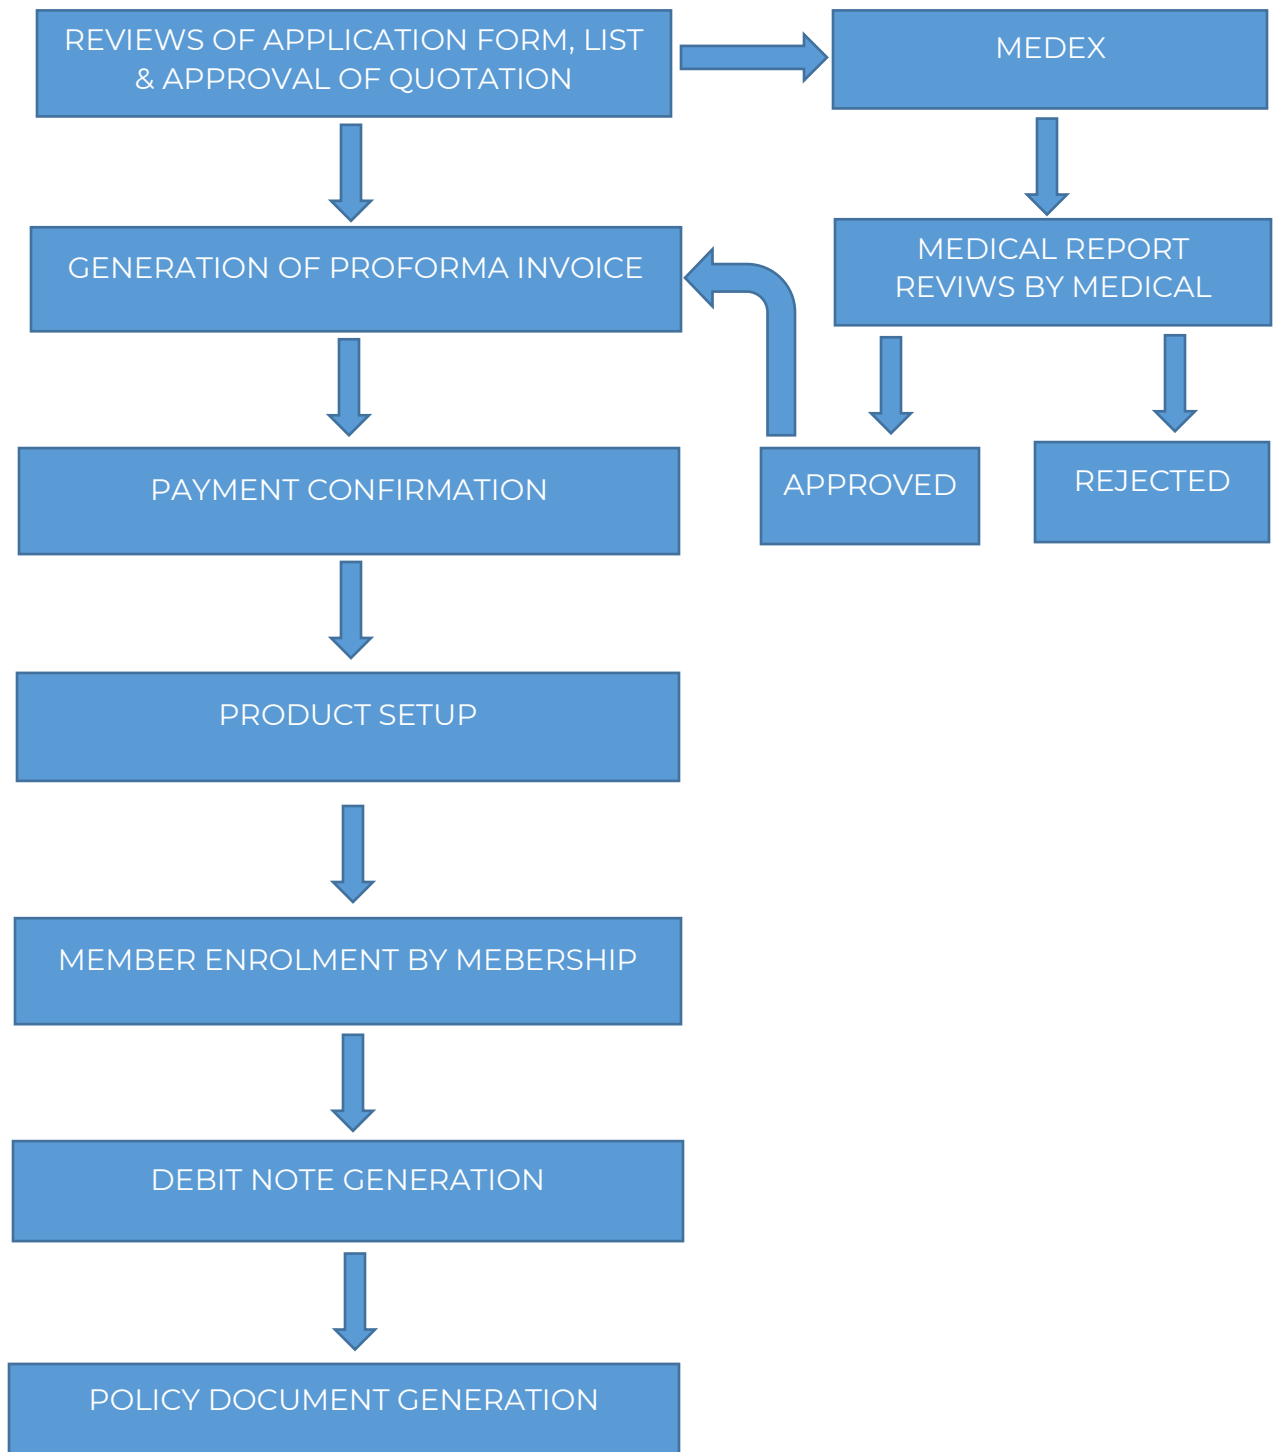 REVIEWS OF APPLICATION FORM, LIST
& APPROVAL OF QUOTATION
MEDEX
GENERATION OF PROFORMA INVOICE
MEDICAL REPORT
REVIWS BY MEDICAL
PAYMENT CONFIRMATION
APPROVED
REJECTED
PRODUCT SETUP
MEMBER ENROLMENT BY MEBERSHIP
DEBIT NOTE GENERATION
POLICY DOCUMENT GENERATION